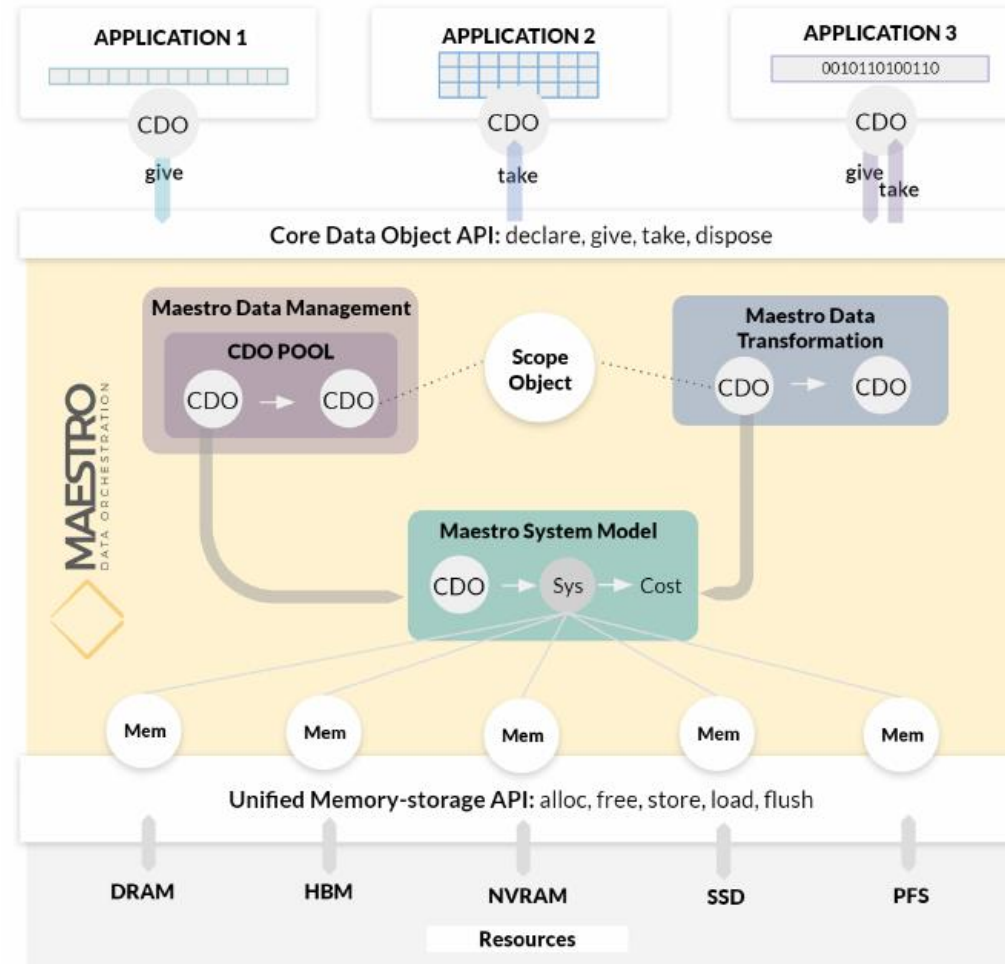 APPLICATION 1
APPLICATION 2
APPLICATION 3
0010110100110
CDO
CDO
CDO
give
take
give
take
Core Data Object API: declare, give, take, dispose
Maestro Data Management
CDO POOL
CDO
CDO
Scope
Object
Maestro Data
Transformation
CDO
CDO
MAESTRO
DATA ORCHESTRATION
Maestro System Model
CDO
Sys
Cost
Mem
Mem
Mem
Mem
Mem
Unified Memory-storage API: alloc, free, store, load, flush
DRAM
HBM
NVRAM
SSD
PFS
Resources